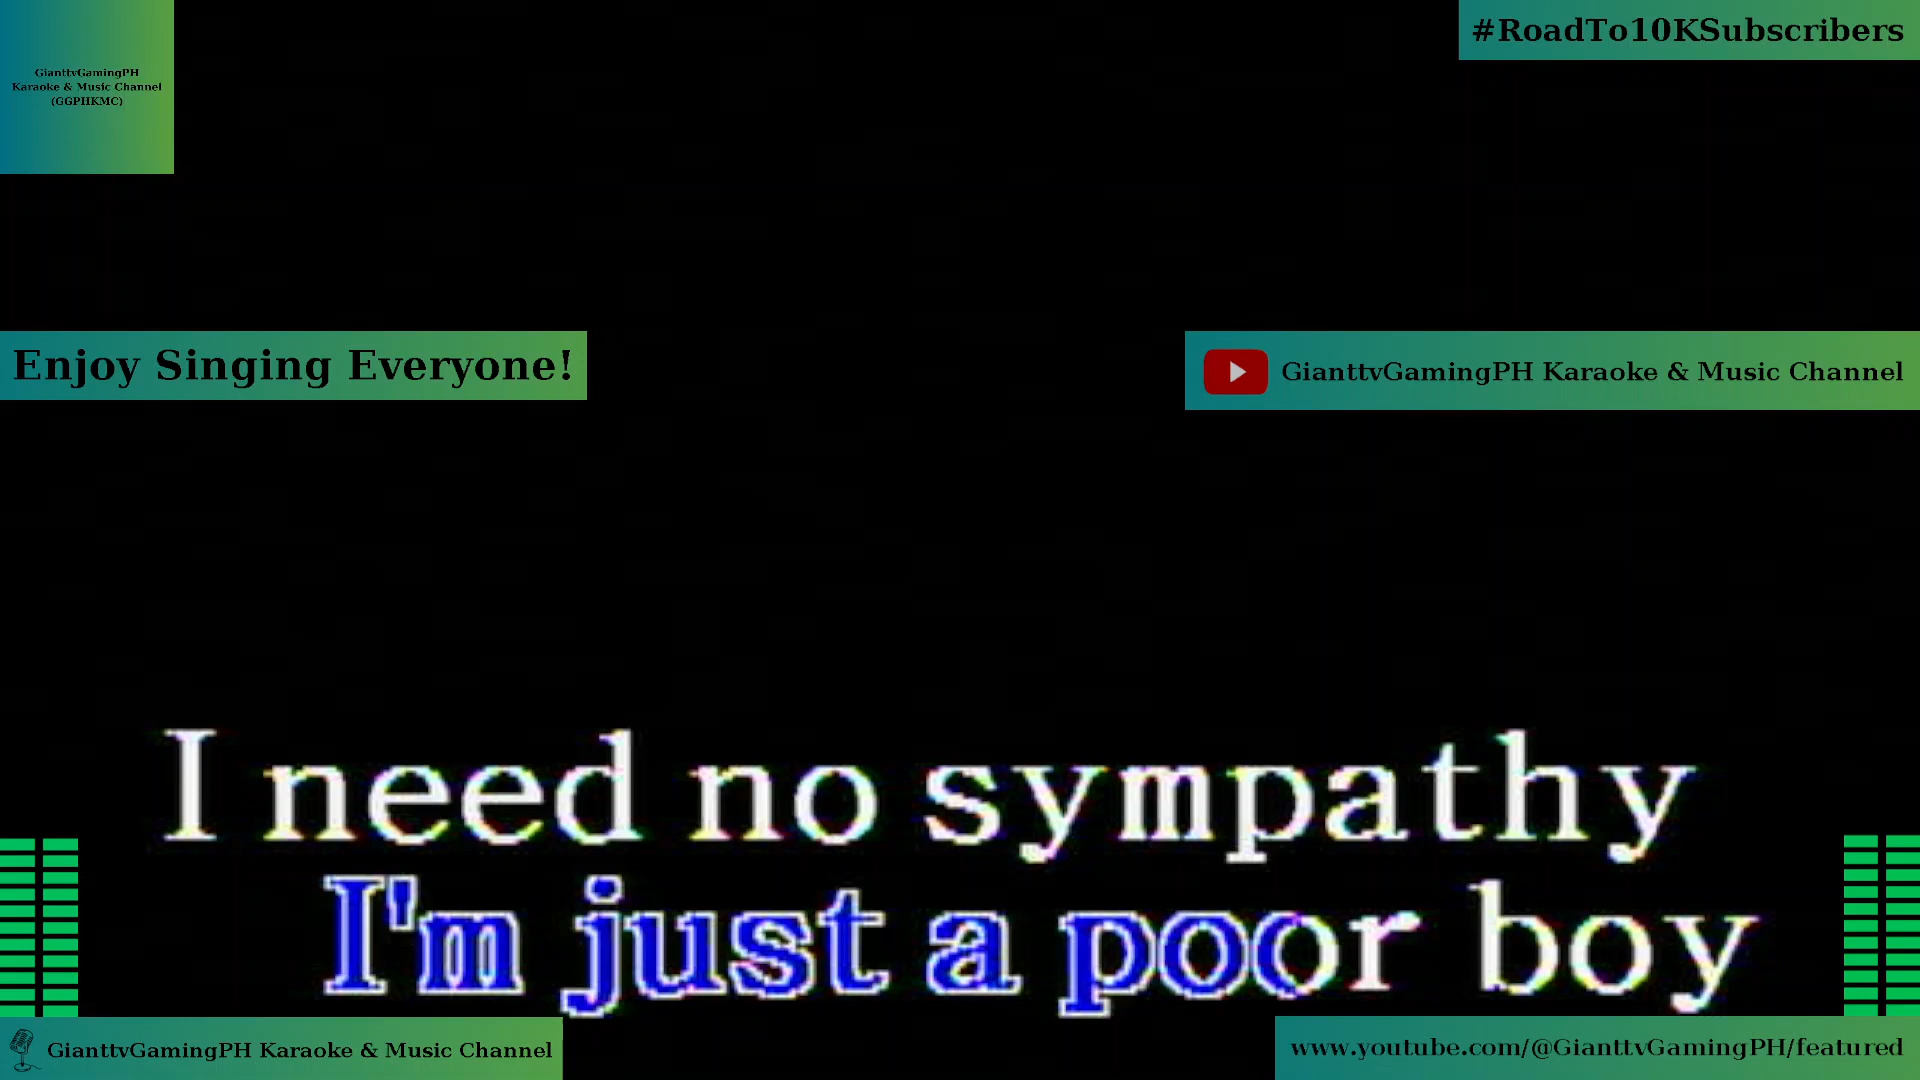 GianttvGamingPH
Karaoke & Music Channel
(GGPHKMC)
#RoadTo10KSubscribers
Enjoy Singing Everyone!
GianttvGamingPH Karaoke & Music Channel
I need no sympathy
I'm just a poor boy
GianttvGamingPH Karaoke & Music Channel
www.youtube.com/@GianttvGamingPH/featured